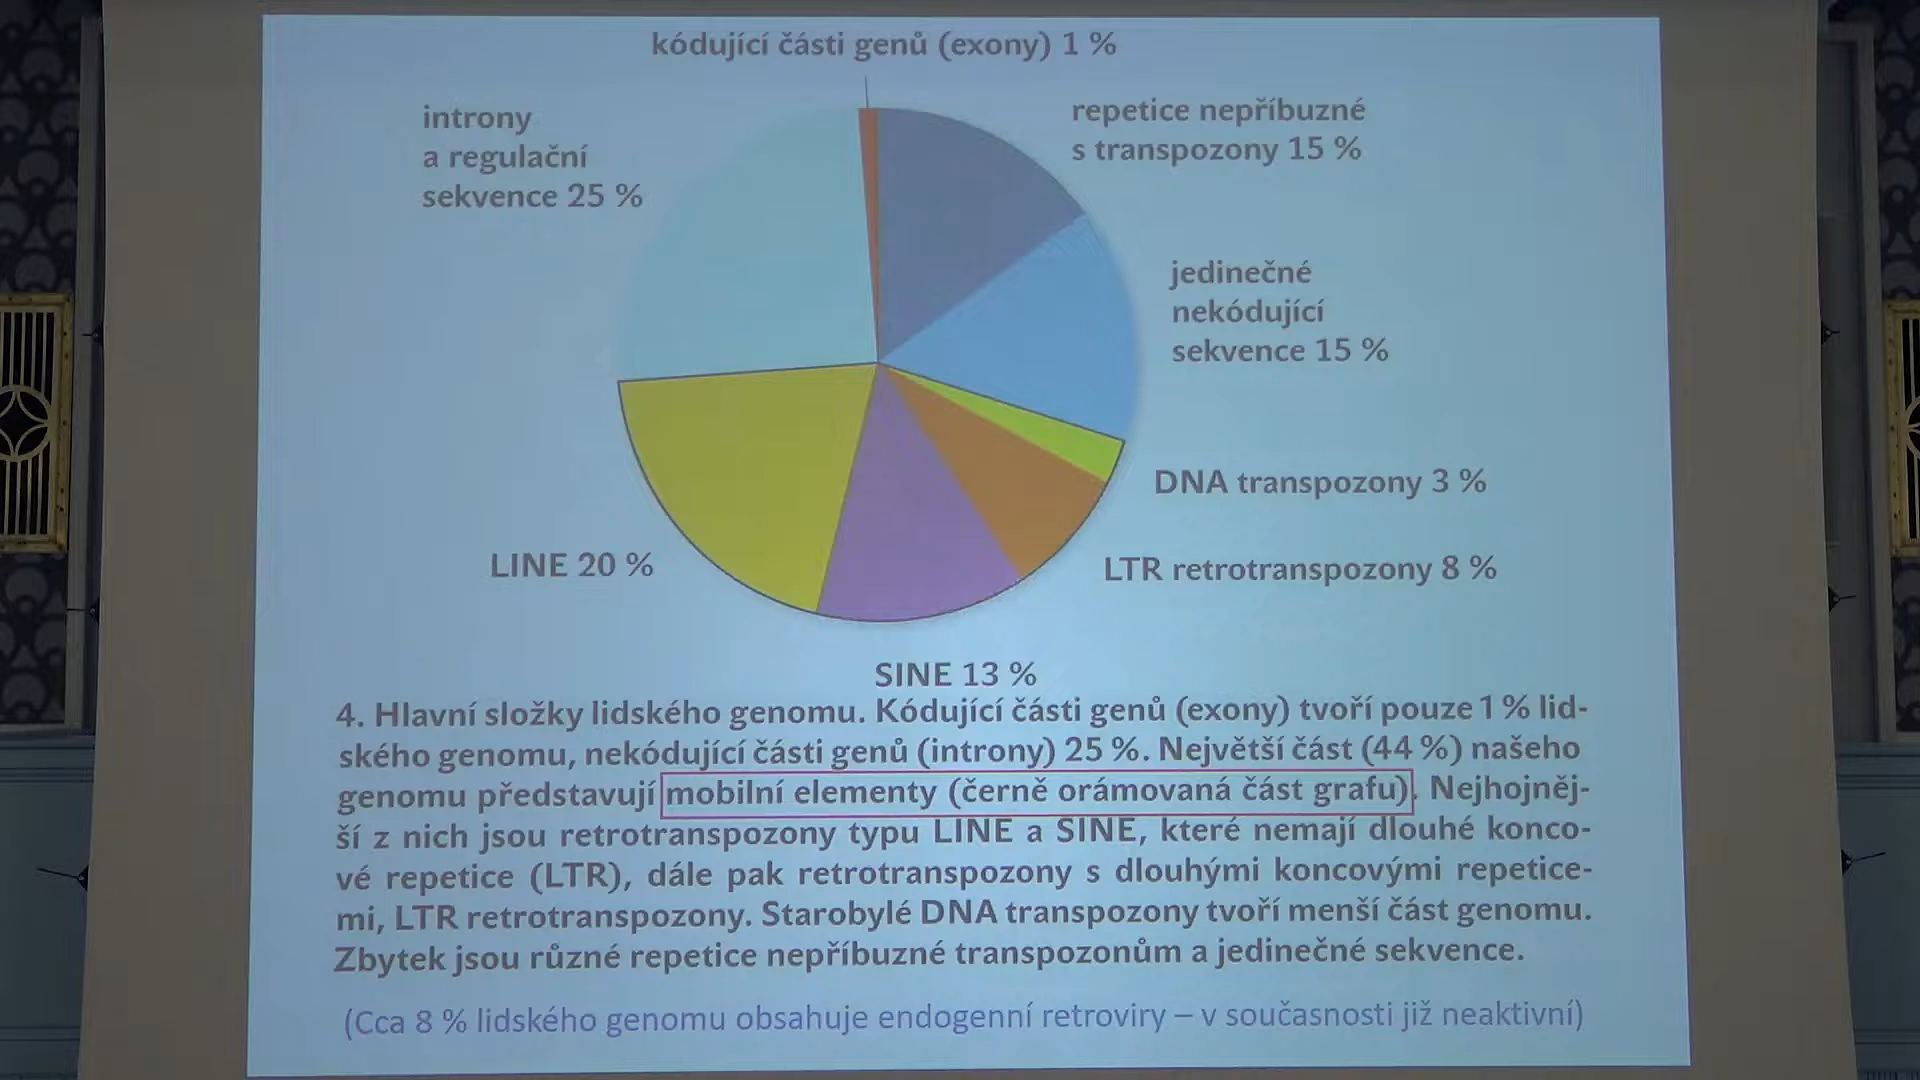 kódující části genů (exony) 1 %
introny
a regulační
sekvence 25 %
repetice nepříbuzné
s transpozony 15 %
jedinečné
nekódující
sekvence 15 %
DNA transpozony 3 %
LTR retrotranspozony 8 %
LINE 20 %
SINE 13 %
4. Hlavní složky lidského genomu. Kódující části genů (exony) tvoří pouze 1 % lid-
ského genomu, nekódující části genů (introny) 25 %. Největší část (44 %) našeho
genomu představují mobilní elementy (černě orámovaná část grafu). Nejhojněj-
ší z nich jsou retrotranspozony typu LINE a SINE, které nemají dlouhé konco-
vé repetice (LTR), dále pak retrotranspozony s dlouhými koncovými repetice-
mi, LTR retrotranspozony. Starobylé DNA transpozony tvoří menší část genomu.
Zbytek jsou různé repetice nepříbuzné transpozonům a jedinečné sekvence.
(Cca 8 % lidského genomu obsahuje endogenní retroviry – v současnosti již neaktivní)